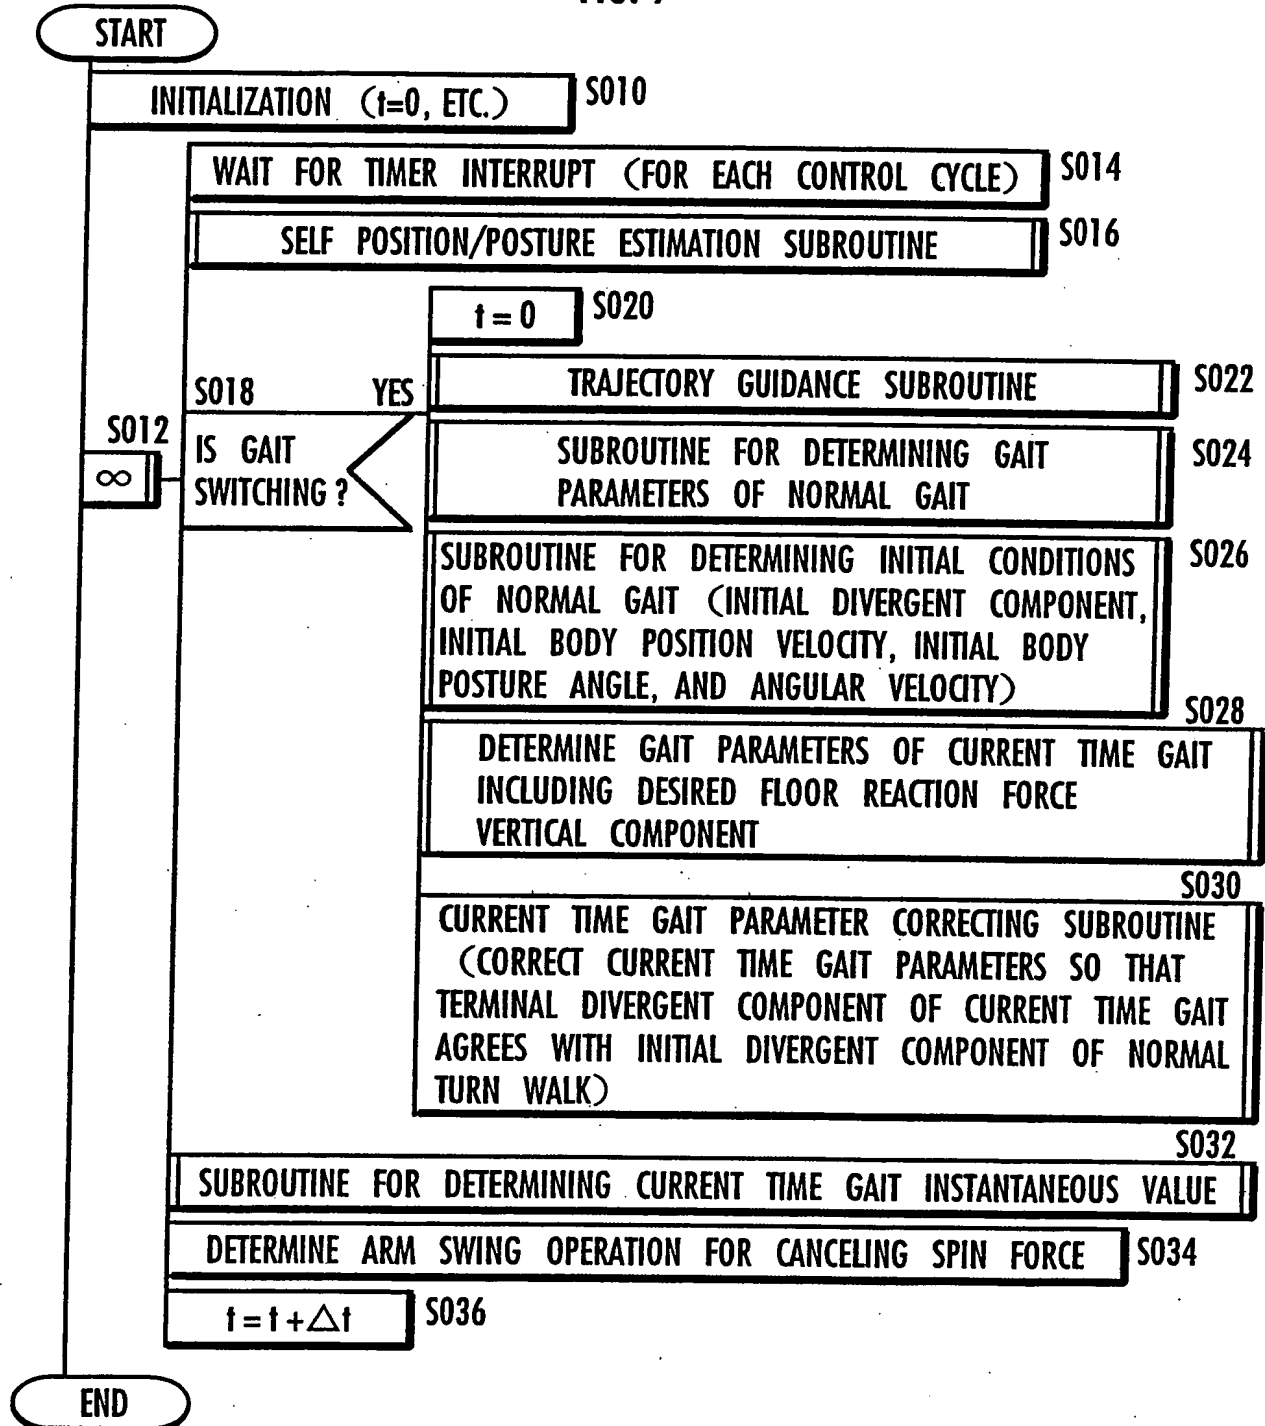 START
INITIALIZATION (t=0, ETC.) S010
WAIT FOR TIMER INTERRUPT (FOR EACH CONTROL CYCLE) S014
SELF POSITION/POSTURE ESTIMATION SUBROUTINE S016
t = 0 S020
TRAJECTORY GUIDANCE SUBROUTINE S022
S018 YES
S012
∞
IS GAIT
SWITCHING ?
SUBROUTINE FOR DETERMINING GAIT S024
PARAMETERS OF NORMAL GAIT
SUBROUTINE FOR DETERMINING INITIAL CONDITIONS S026
OF NORMAL GAIT (INITIAL DIVERGENT COMPONENT,
INITIAL BODY POSITION VELOCITY, INITIAL BODY
POSTURE ANGLE, AND ANGULAR VELOCITY)
S028
DETERMINE GAIT PARAMETERS OF CURRENT TIME GAIT
INCLUDING DESIRED FLOOR REACTION FORCE
VERTICAL COMPONENT
S030
CURRENT TIME GAIT PARAMETER CORRECTING SUBROUTINE
(CORRECT CURRENT TIME GAIT PARAMETERS SO THAT
TERMINAL DIVERGENT COMPONENT OF CURRENT TIME GAIT
AGREES WITH INITIAL DIVERGENT COMPONENT OF NORMAL
TURN WALK)
S032
SUBROUTINE FOR DETERMINING CURRENT TIME GAIT INSTANTANEOUS VALUE
DETERMINE ARM SWING OPERATION FOR CANCELING SPIN FORCE S034
t = t +△t S036
END